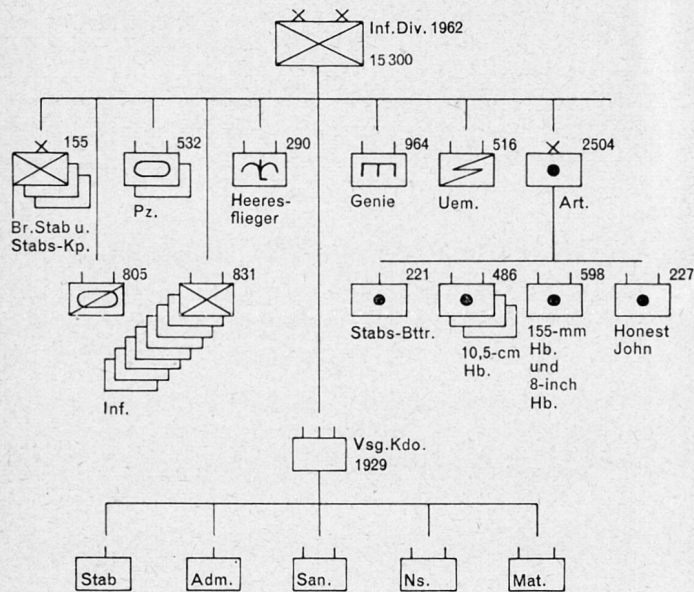 Inf.Div. 1962
15300
155
532
290
964
516
2504
Br.Stab u.
Stabs-Kp.
Pz.
Heeres-
flieger
Genie
Uem.
Art.
805
831
Inf.
221
486
598
227
Stabs-Bttr.
10,5-cm
Hb.
155-mm
Hb.
und
8-inch
Hb.
Honest
John
Vsg.Kdo.
1929
Stab
Adm.
San.
Ns.
Mat.